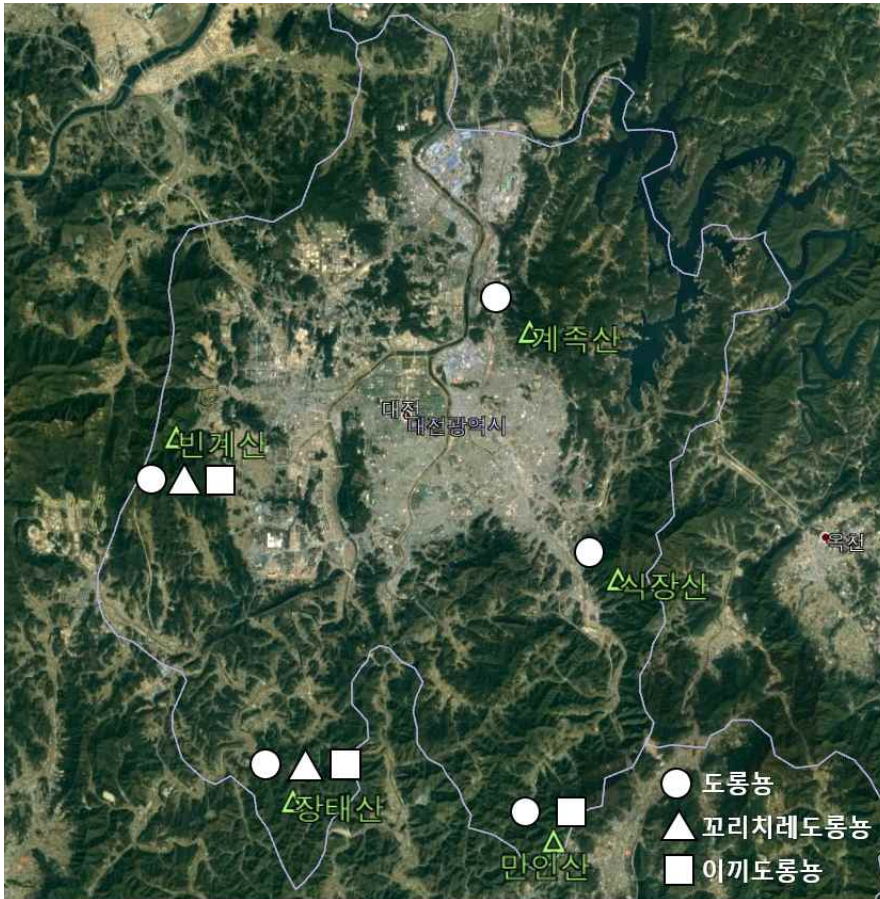 계족산
대전
대전광역시
빈계산
옥천
식장산
장태산
만인산
도롱뇽
꼬리치레도롱뇽
이끼도롱뇽